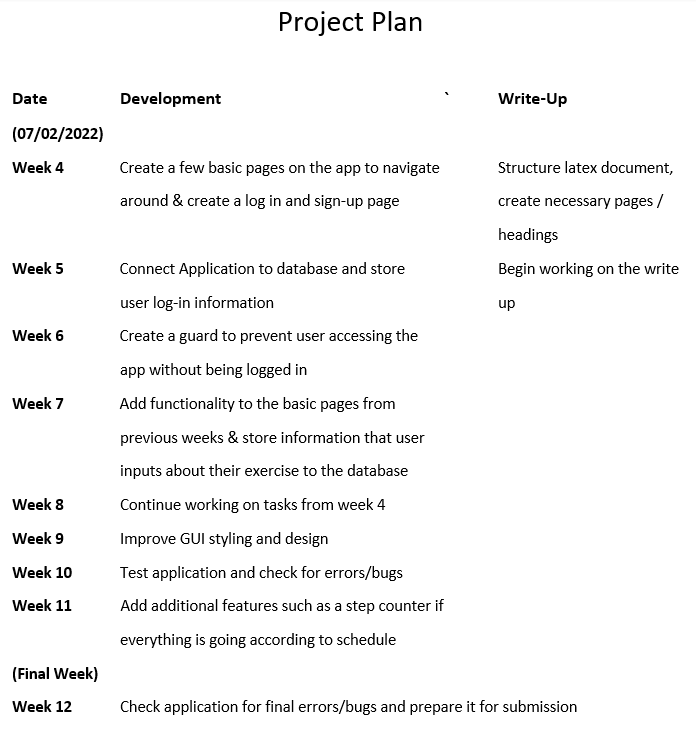 Project Plan
Date Development ` Write-Up
(07/02/2022)
Week 4 Create a few basic pages on the app to navigate Structure latex document,
around & create a log in and sign-up page create necessary pages /
headings
Week 5 Connect Application to database and store Begin working on the write
user log-in information up
Week 6 Create a guard to prevent user accessing the
app without being logged in
Week 7 Add functionality to the basic pages from
previous weeks & store information that user
inputs about their exercise to the database
Week 8 Continue working on tasks from week 4
Week 9 Improve GUI styling and design
Week 10 Test application and check for errors/bugs
Week 11 Add additional features such as a step counter if
everything is going according to schedule
(Final Week)
Week 12 Check application for final errors/bugs and prepare it for submission